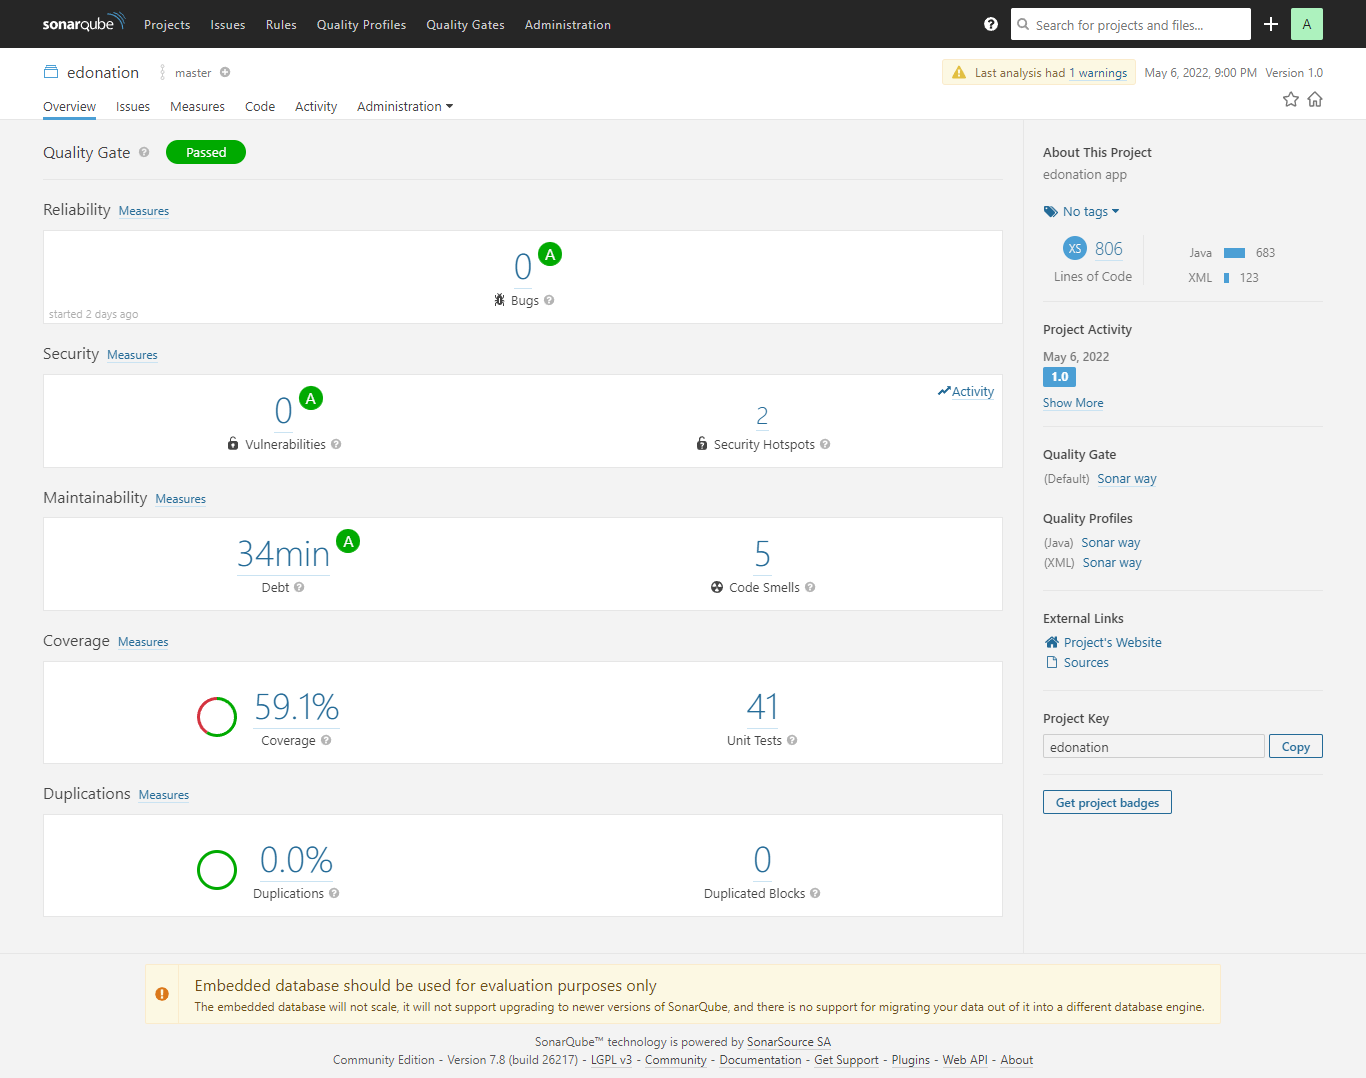 sonarqube Projects Issues Rules Quality Profiles Quality Gates Administration ? Search for projects and files... A
edonation master Last analysis had 1 warnings May 6, 2022, 9:00 PM Version 1.0
Overview Issues Measures Code Activity Administration
Quality Gate ? Passed
Reliability Measures
0 A
Bugs ?
started 2 days ago
Security Measures
Activity
0 A
Vulnerabilities ?
2
Security Hotspots ?
Maintainability Measures
34min A
Debt ?
5
Code Smells ?
Coverage Measures
59.1%
Coverage ?
41
Unit Tests ?
Duplications Measures
0.0%
Duplications ?
0
Duplicated Blocks ?
About This Project
edonation app
No tags
XS 806
Lines of Code
Java 683
XML 123
Project Activity
May 6, 2022
1.0
Show More
Quality Gate
(Default) Sonar way
Quality Profiles
(Java) Sonar way
(XML) Sonar way
External Links
Project's Website
Sources
Project Key
edonation Copy
Get project badges
Embedded database should be used for evaluation purposes only
The embedded database will not scale, it will not support upgrading to newer versions of SonarQube, and there is no support for migrating your data out of it into a different database engine.
SonarQube™ technology is powered by SonarSource SA
Community Edition - Version 7.8 (build 26217) - LGPL v3 - Community - Documentation - Get Support - Plugins - Web API - About